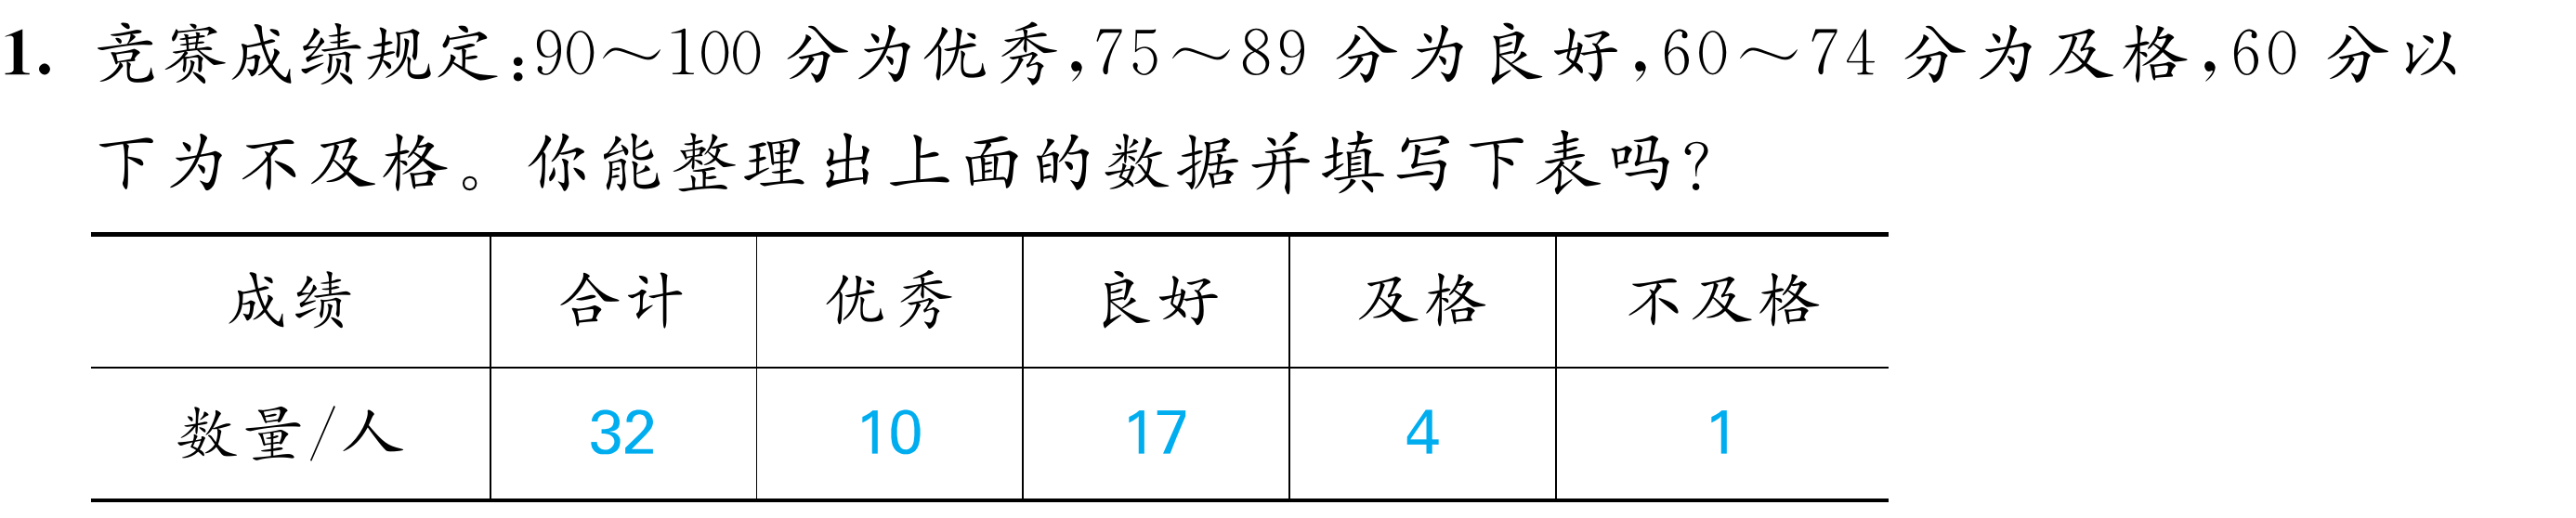 1. 竞赛成绩规定:90～100 分为优秀,75～89 分为良好,60～74 分为及格,60 分以
下为不及格。你能整理出上面的数据并填写下表吗?
成绩 合计 优秀 良好 及格 不及格
数量/人 32 10 17 4 1